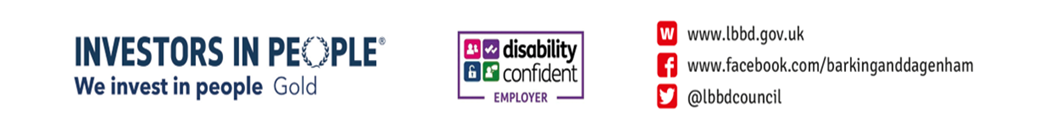 INVESTORS IN PEOPLE®
We invest in people Gold
disability
confident
EMPLOYER
W www.lbbd.gov.uk
f www.facebook.com/barkinganddagenham
@lbbdcouncil